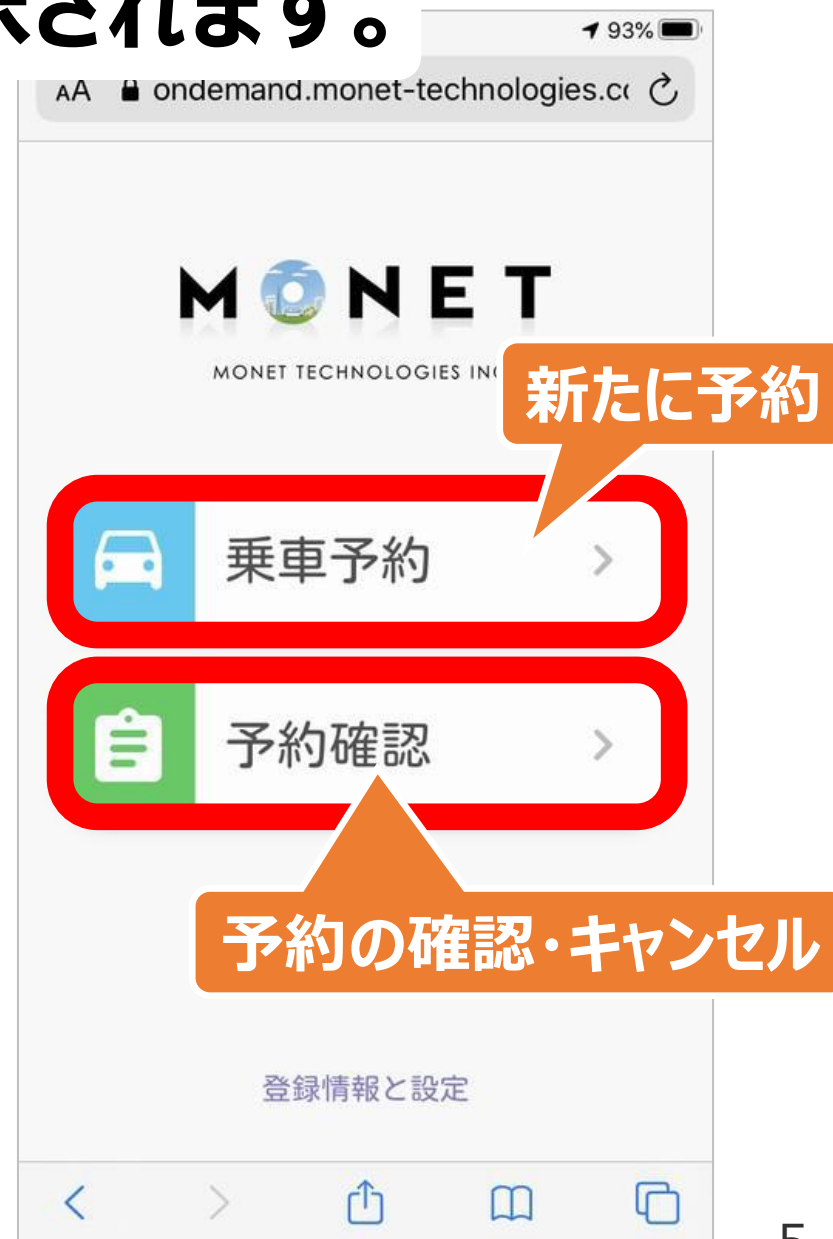 示されます。
93%
AA ondemand.monet-technologies.c
MONET
MONET TECHNOLOGIES IN
新たに予約
乗車予約
予約確認
予約の確認・キャンセル
登録情報と設定